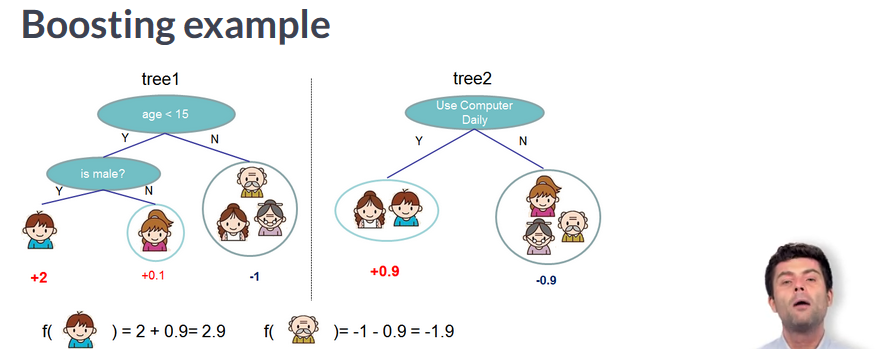 Boosting example
tree1
age < 15
Y
N
is male?
Y
N
+2
+0.1
-1
tree2
Use Computer
Daily
Y
N
+0.9
-0.9
f( ) = 2 + 0.9= 2.9
f( )= -1 - 0.9 = -1.9